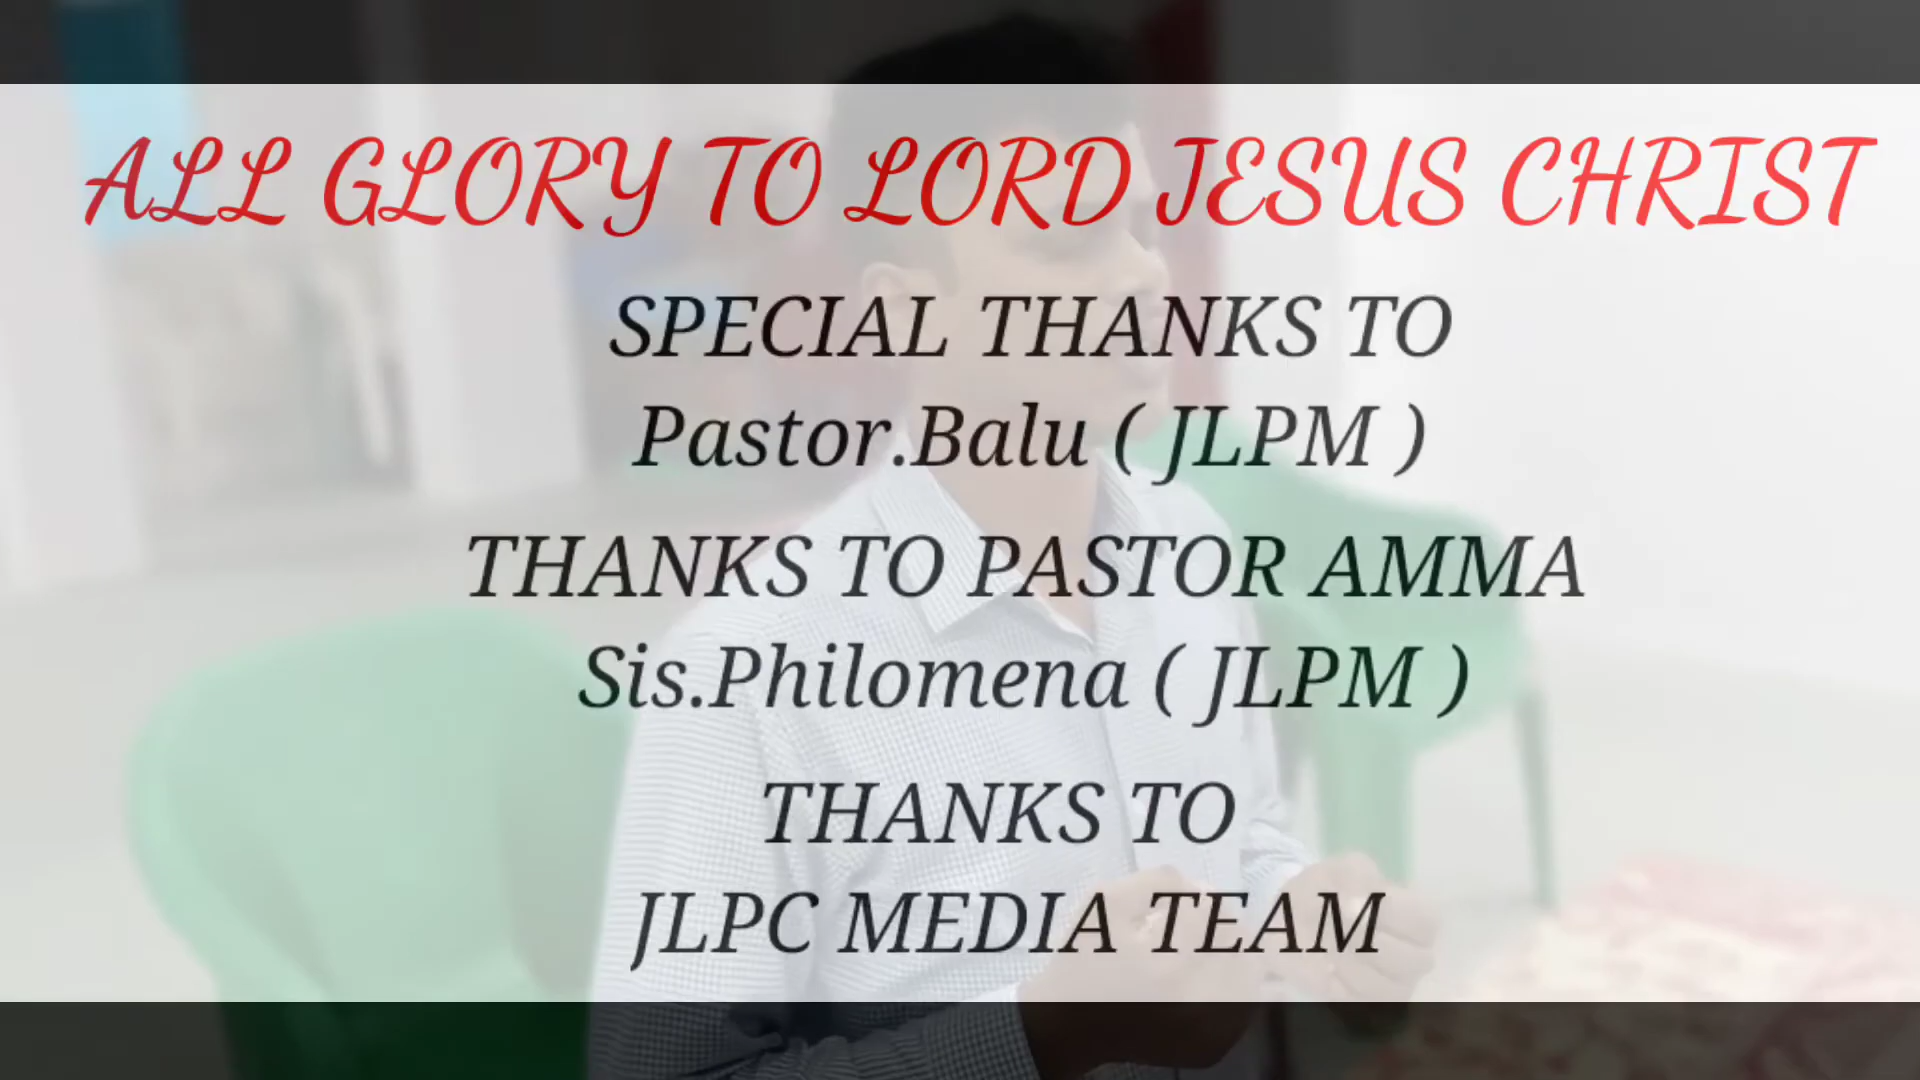 ALL GLORY TO LORD JESUS CHRIST
SPECIAL THANKS TO
Pastor.Balu ( JLPM )
THANKS TO PASTOR AMMA
Sis.Philomena ( JLPM )
THANKS TO
JLPC MEDIA TEAM